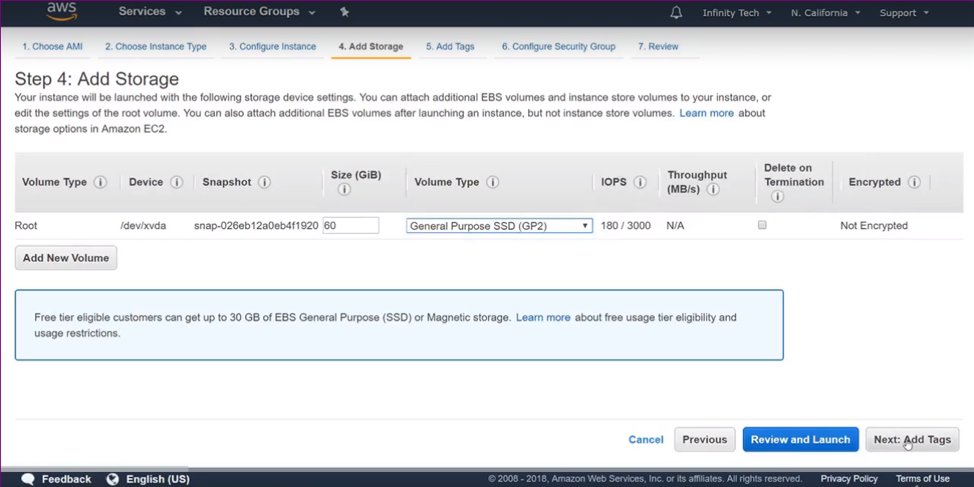 aws Services Resource Groups Infinity Tech N. California Support
1. Choose AMI 2. Choose Instance Type 3. Configure Instance 4. Add Storage 5. Add Tags 6. Configure Security Group 7. Review
Step 4: Add Storage
Your instance will be launched with the following storage device settings. You can attach additional EBS volumes and instance store volumes to your instance, or
edit the settings of the root volume. You can also attach additional EBS volumes after launching an instance, but not instance store volumes. Learn more about
storage options in Amazon EC2.
Volume Type Device Snapshot Size (GiB) Volume Type IOPS Throughput (MB/s) Delete on Termination Encrypted
Root /dev/xvda snap-026eb12a0eb4f1920 60 General Purpose SSD (GP2) 180 / 3000 N/A Not Encrypted
Add New Volume
Free tier eligible customers can get up to 30 GB of EBS General Purpose (SSD) or Magnetic storage. Learn more about free usage tier eligibility and
usage restrictions.
Cancel Previous Review and Launch Next: Add Tags
Feedback English (US) © 2008 - 2018, Amazon Web Services, Inc. or its affiliates. All rights reserved. Privacy Policy Terms of Use